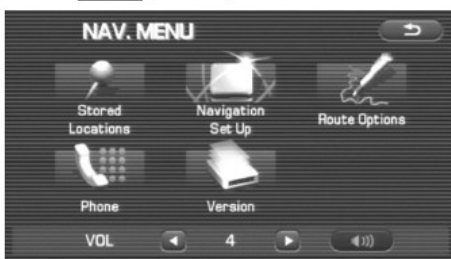 NAV. MENU
Stored
Locations
Navigation
Set Up
Route Options
Phone
Version
VOL 4